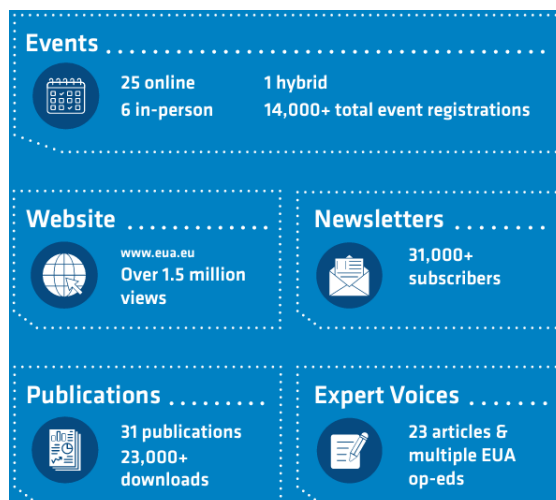 Events
25 online
1 hybrid
6 in-person
14,000+ total event registrations
Website
www.eua.eu
Over 1.5 million
views
Newsletters
31,000+
subscribers
Publications
31 publications
23,000+
downloads
Expert Voices
23 articles &
multiple EUA
op-eds